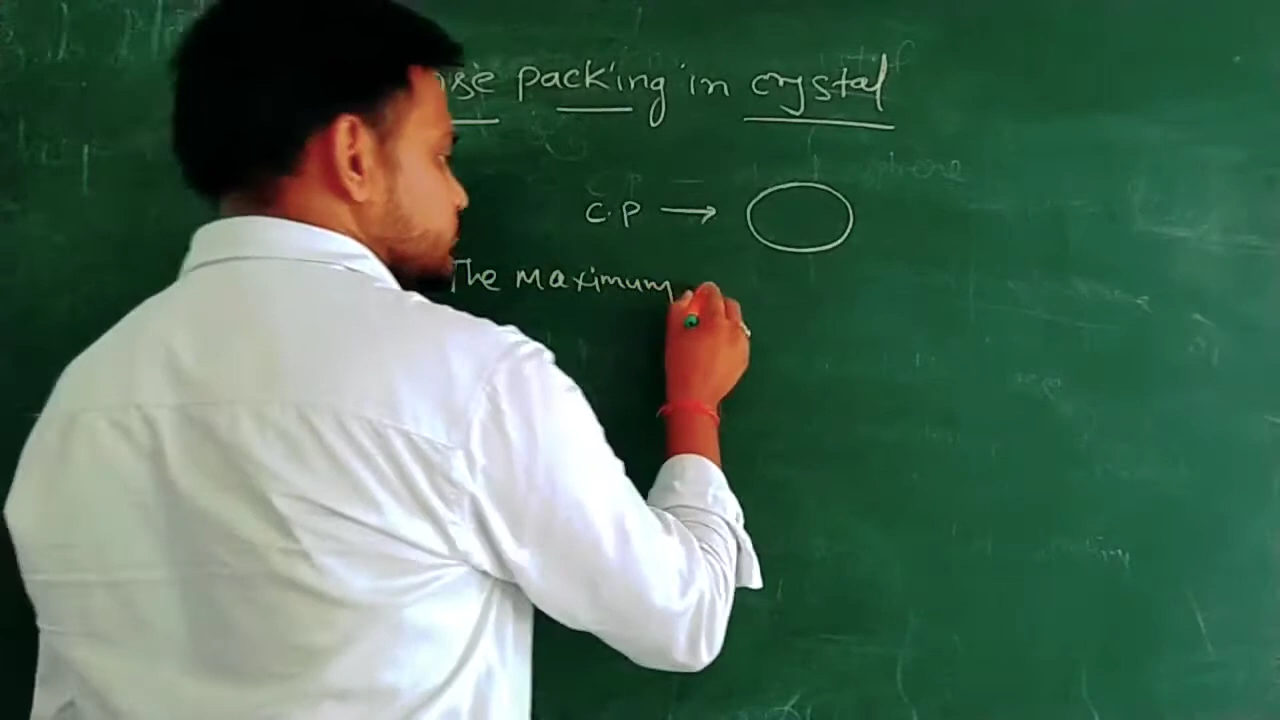 packing in crystal
C.P →
The Maximum